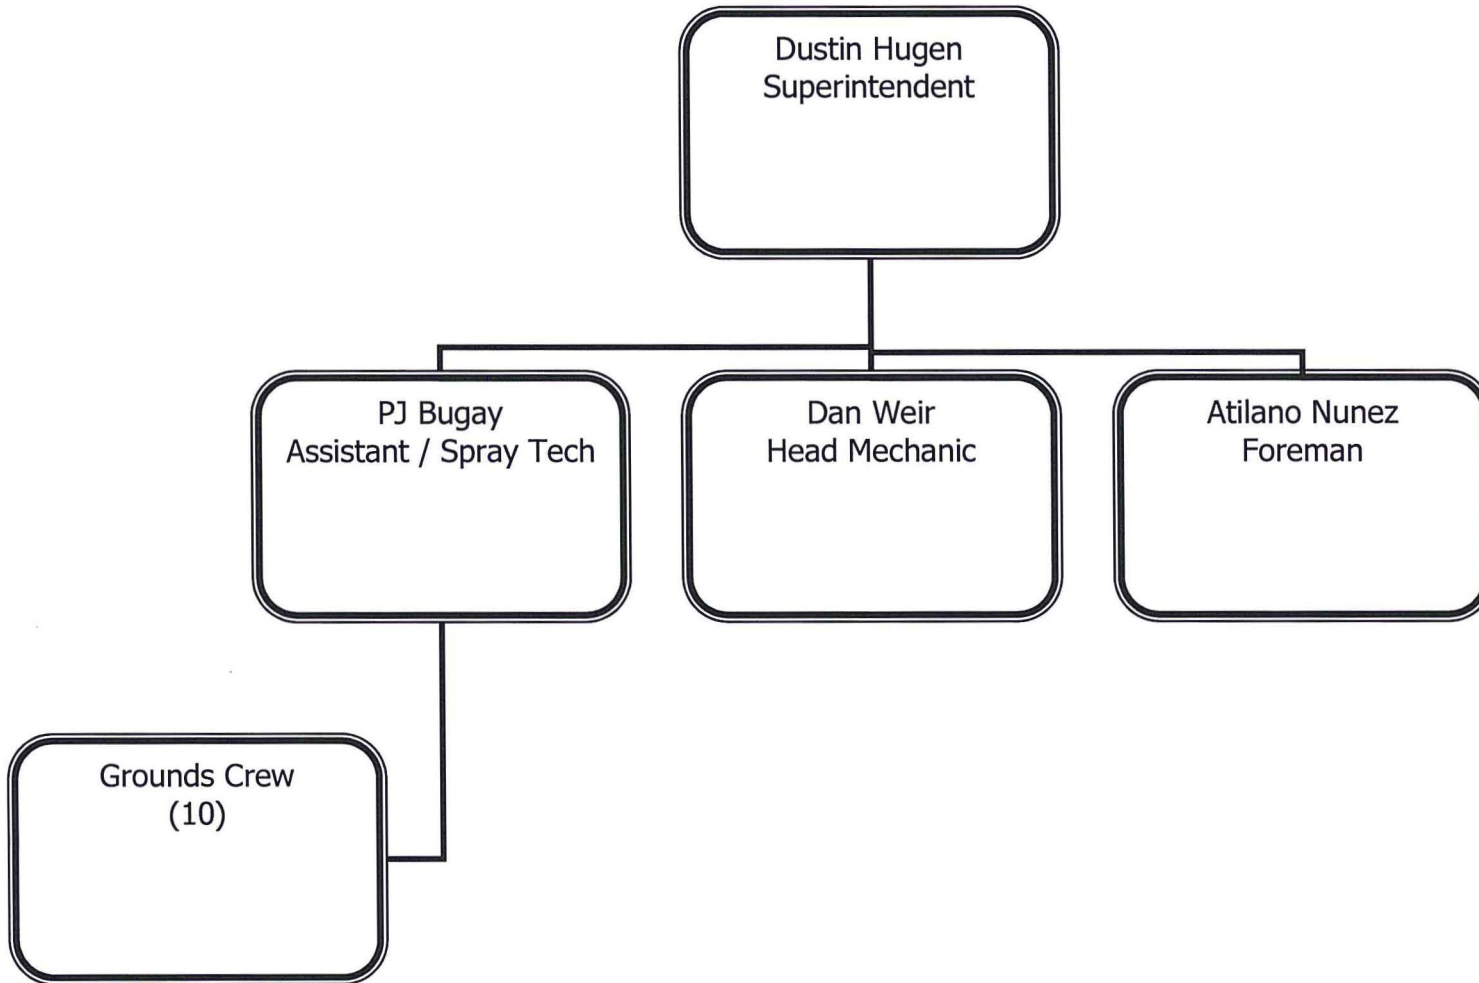 Dustin Hugen
Superintendent
PJ Bugay
Assistant / Spray Tech
Dan Weir
Head Mechanic
Atilano Nunez
Foreman
Grounds Crew
(10)